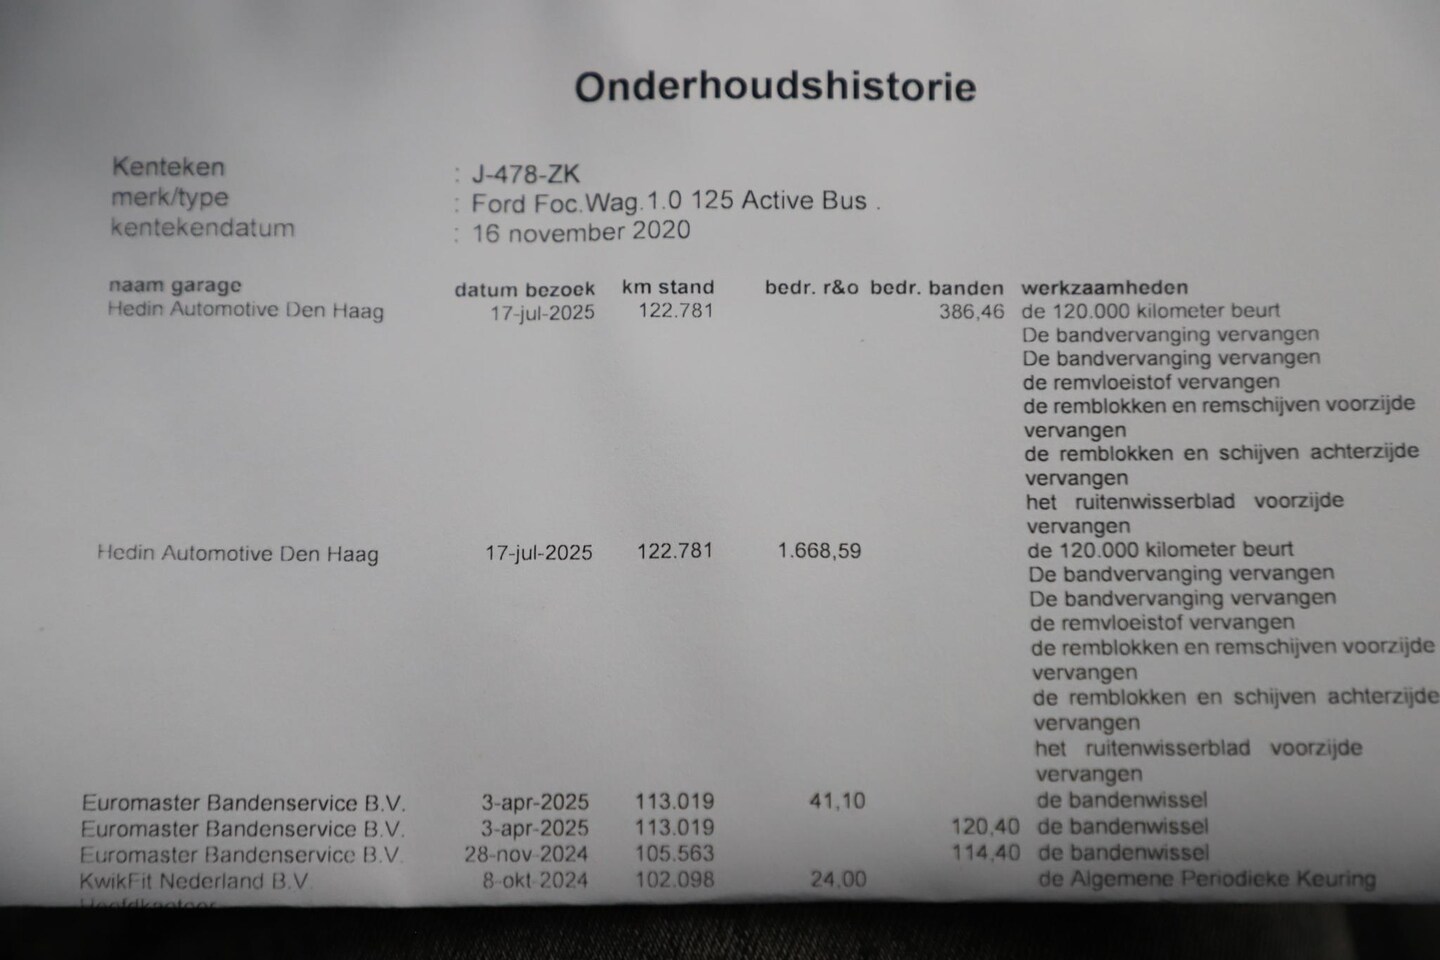 Onderhoudshistorie
Kenteken : J-478-ZK
merk/type : Ford Foc.Wag.1.0 125 Active Bus .
kentekendatum : 16 november 2020
naam garage datum bezoek km stand bedr. r&o bedr. banden werkzaamheden
Hedin Automotive Den Haag 17-jul-2025 122.781 386,46 de 120.000 kilometer beurt
De bandvervanging vervangen
De bandvervanging vervangen
de remvloeistof vervangen
de remblokken en remschijven voorzijde
vervangen
de remblokken en schijven achterzijde
vervangen
het ruitenwisserblad voorzijde
vervangen
Hedin Automotive Den Haag 17-jul-2025 122.781 1.668,59 de 120.000 kilometer beurt
De bandvervanging vervangen
De bandvervanging vervangen
de remvloeistof vervangen
de remblokken en remschijven voorzijde
vervangen
de remblokken en schijven achterzijde
vervangen
het ruitenwisserblad voorzijde
vervangen
Euromaster Bandenservice B.V. 3-apr-2025 113.019 41,10 de bandenwissel
Euromaster Bandenservice B.V. 3-apr-2025 113.019 120,40 de bandenwissel
Euromaster Bandenservice B.V. 28-nov-2024 105.563 114,40 de bandenwissel
KwikFit Nederland B.V. 8-okt-2024 102.098 24,00 de Algemene Periodieke Keuring
Hoofdkantoor